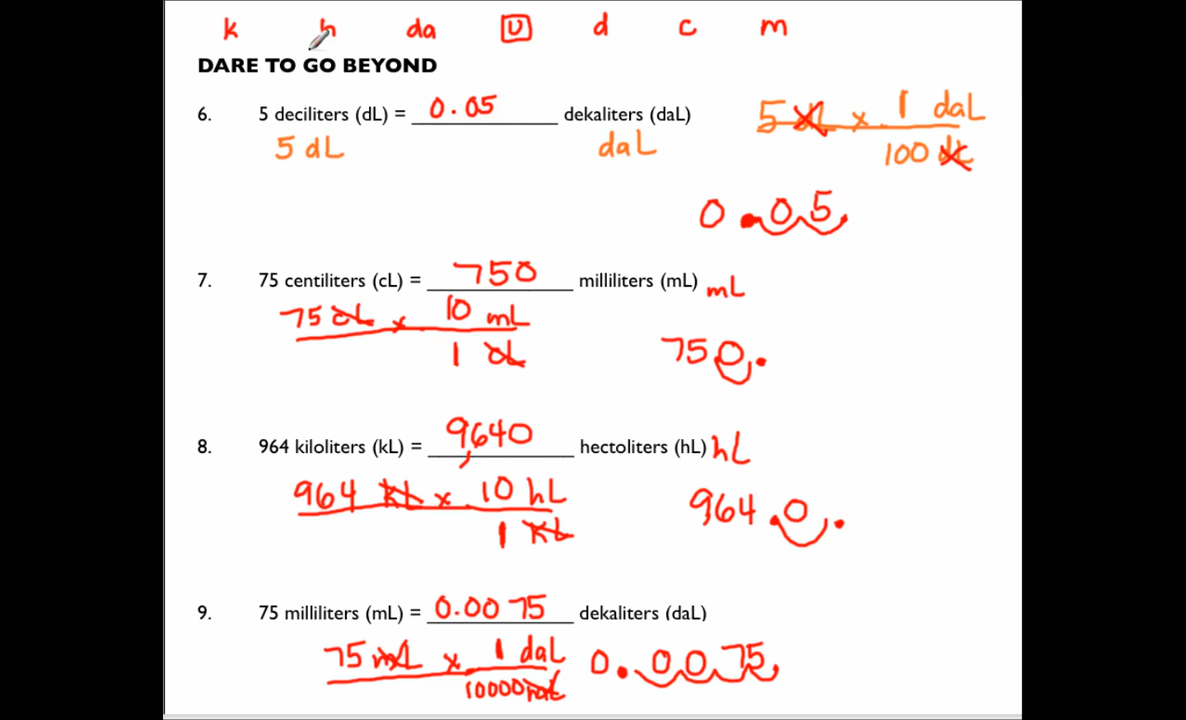 k h da U d c m
DARE TO GO BEYOND
6. 5 deciliters (dL) = 0.05 dekaliters (daL)
5 dL daL
5 dL x 1 daL
100 dL
0.05.
7. 75 centiliters (cL) = 750 milliliters (mL) mL
75 cL x 10 mL
1 cL
750.
8. 964 kiloliters (kL) = 9,640 hectoliters (hL) hL
964 kL x 10 hL
1 kL
964.0.
9. 75 milliliters (mL) = 0.0075 dekaliters (daL)
75 mL x 1 daL
10000 mL
0.0075.